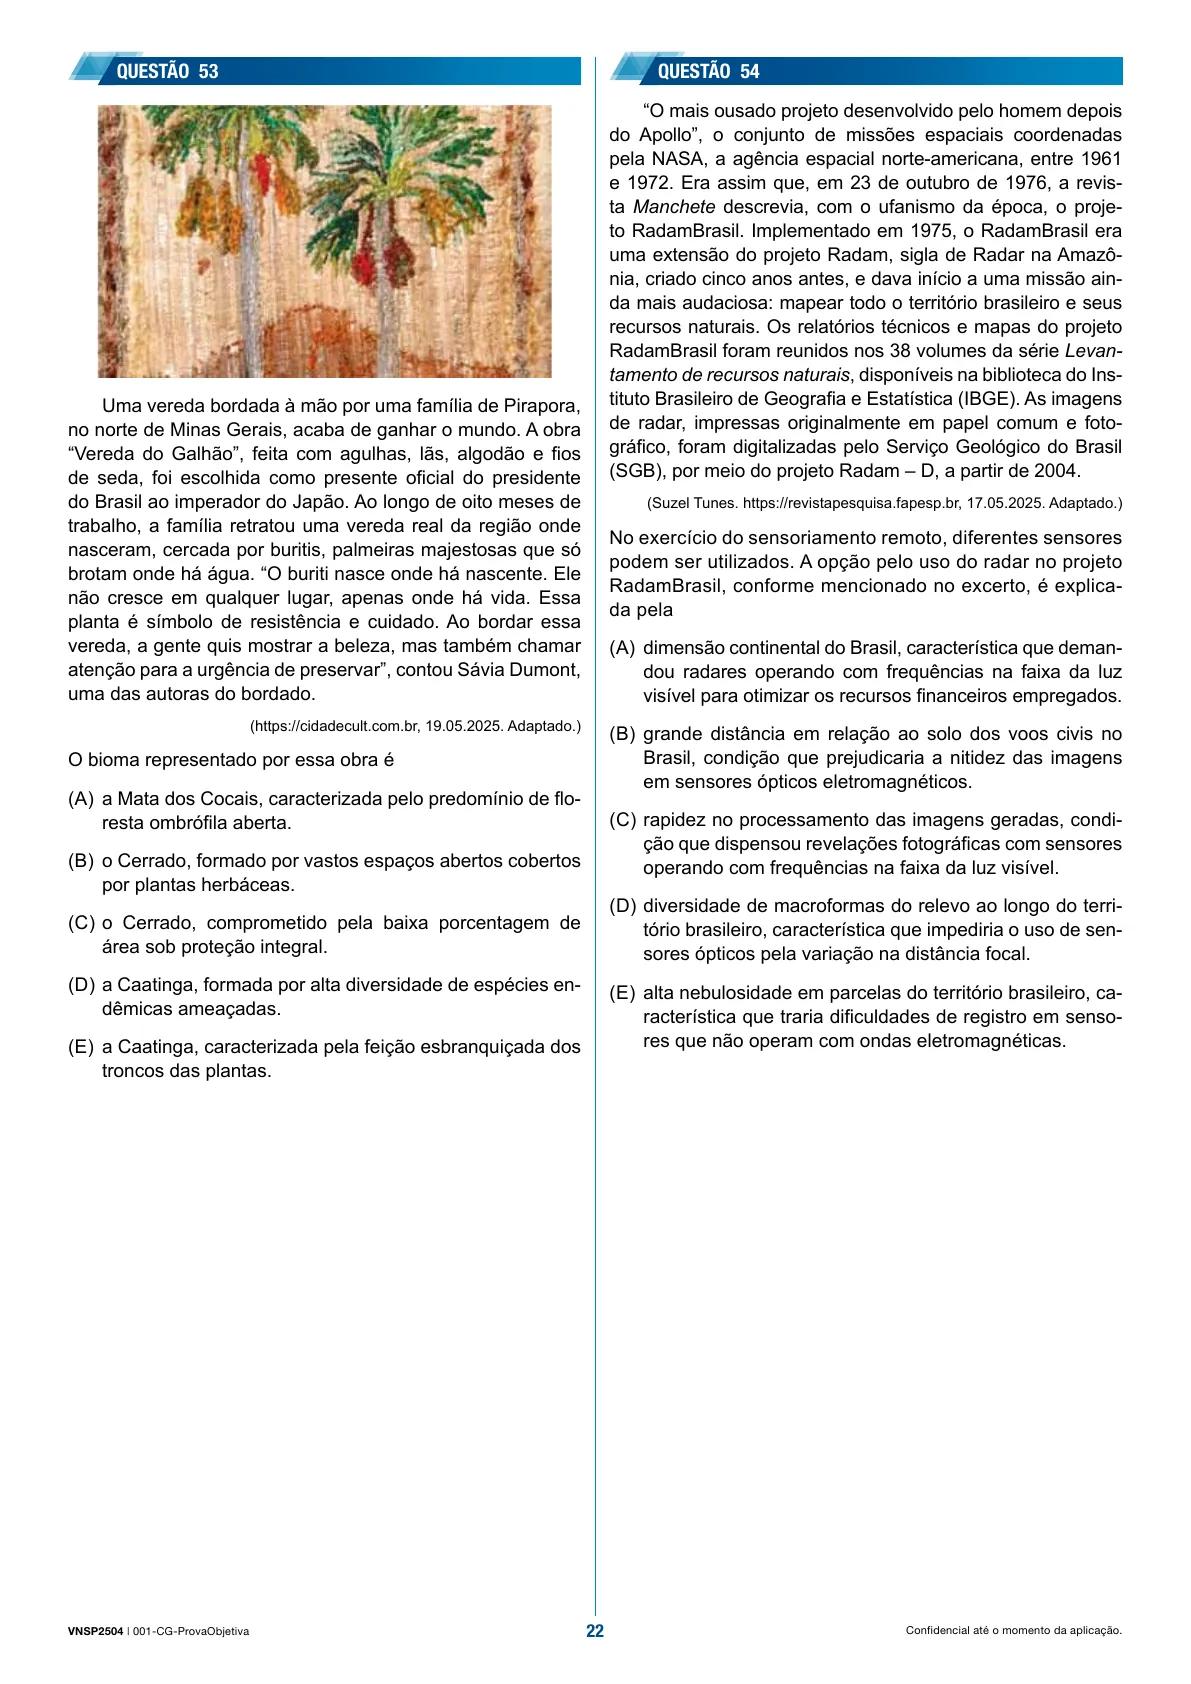 QUESTÃO 53
Uma vereda bordada à mão por uma família de Pirapora,
no norte de Minas Gerais, acaba de ganhar o mundo. A obra
“Vereda do Galhão”, feita com agulhas, lãs, algodão e fios
de seda, foi escolhida como presente oficial do presidente
do Brasil ao imperador do Japão. Ao longo de oito meses de
trabalho, a família retratou uma vereda real da região onde
nasceram, cercada por buritis, palmeiras majestosas que só
brotam onde há água. “O buriti nasce onde há nascente. Ele
não cresce em qualquer lugar, apenas onde há vida. Essa
planta é símbolo de resistência e cuidado. Ao bordar essa
vereda, a gente quis mostrar a beleza, mas também chamar
atenção para a urgência de preservar”, contou Sávia Dumont,
uma das autoras do bordado.
(https://cidadecult.com.br, 19.05.2025. Adaptado.)
O bioma representado por essa obra é
(A) a Mata dos Cocais, caracterizada pelo predomínio de flo-
resta ombrófila aberta.
(B) o Cerrado, formado por vastos espaços abertos cobertos
por plantas herbáceas.
(C) o Cerrado, comprometido pela baixa porcentagem de
área sob proteção integral.
(D) a Caatinga, formada por alta diversidade de espécies en-
dêmicas ameaçadas.
(E) a Caatinga, caracterizada pela feição esbranquiçada dos
troncos das plantas.
QUESTÃO 54
“O mais ousado projeto desenvolvido pelo homem depois
do Apollo”, o conjunto de missões espaciais coordenadas
pela NASA, a agência espacial norte-americana, entre 1961
e 1972. Era assim que, em 23 de outubro de 1976, a revis-
ta Manchete descrevia, com o ufanismo da época, o proje-
to RadamBrasil. Implementado em 1975, o RadamBrasil era
uma extensão do projeto Radam, sigla de Radar na Amazô-
nia, criado cinco anos antes, e dava início a uma missão ain-
da mais audaciosa: mapear todo o território brasileiro e seus
recursos naturais. Os relatórios técnicos e mapas do projeto
RadamBrasil foram reunidos nos 38 volumes da série Levan-
tamento de recursos naturais, disponíveis na biblioteca do Ins-
tituto Brasileiro de Geografia e Estatística (IBGE). As imagens
de radar, impressas originalmente em papel comum e foto-
gráfico, foram digitalizadas pelo Serviço Geológico do Brasil
(SGB), por meio do projeto Radam – D, a partir de 2004.
(Suzel Tunes. https://revistapesquisa.fapesp.br, 17.05.2025. Adaptado.)
No exercício do sensoriamento remoto, diferentes sensores
podem ser utilizados. A opção pelo uso do radar no projeto
RadamBrasil, conforme mencionado no excerto, é explica-
da pela
(A) dimensão continental do Brasil, característica que deman-
dou radares operando com frequências na faixa da luz
visível para otimizar os recursos financeiros empregados.
(B) grande distância em relação ao solo dos voos civis no
Brasil, condição que prejudicaria a nitidez das imagens
em sensores ópticos eletromagnéticos.
(C) rapidez no processamento das imagens geradas, condi-
ção que dispensou revelações fotográficas com sensores
operando com frequências na faixa da luz visível.
(D) diversidade de macroformas do relevo ao longo do terri-
tório brasileiro, característica que impediria o uso de sen-
sores ópticos pela variação na distância focal.
(E) alta nebulosidade em parcelas do território brasileiro, ca-
racterística que traria dificuldades de registro em senso-
res que não operam com ondas eletromagnéticas.
VNSP2504 | 001-CG-ProvaObjetiva
22
Confidencial até o momento da aplicação.